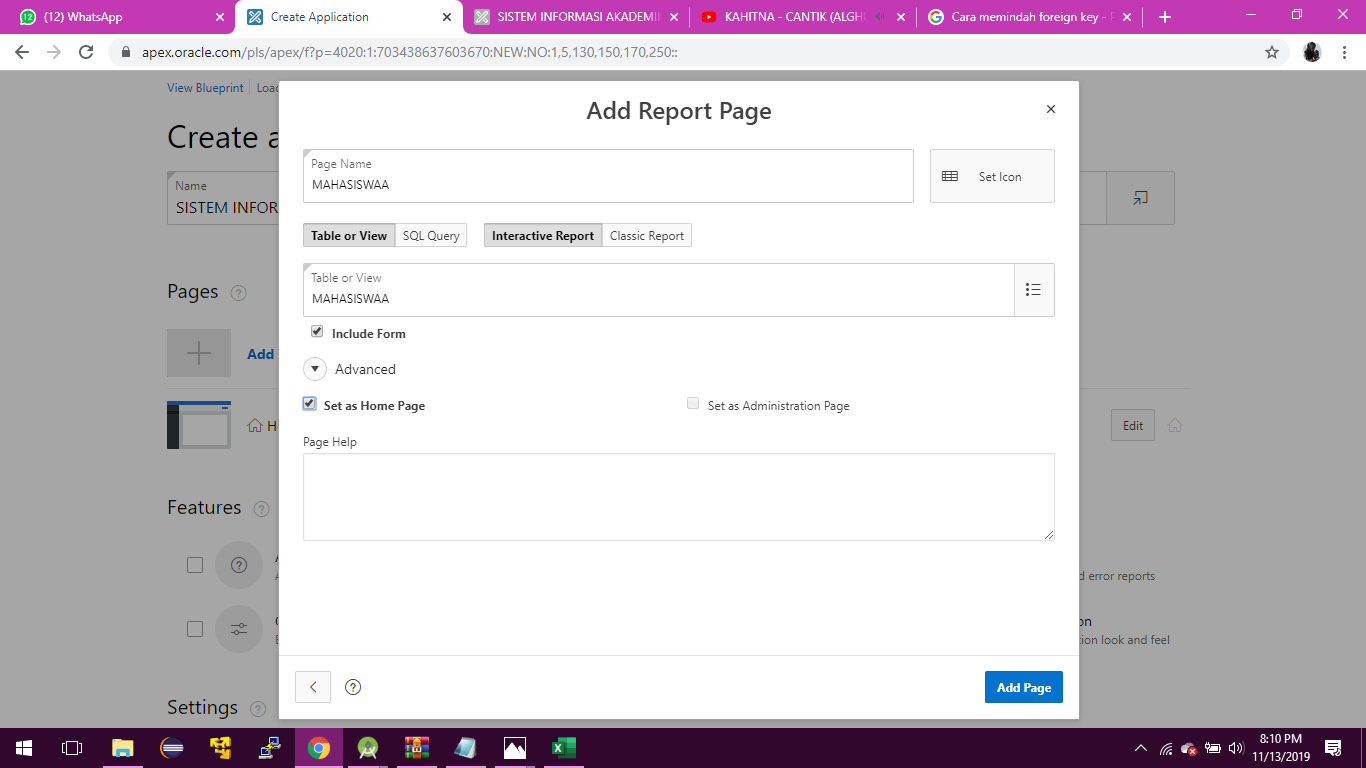 (12) WhatsApp
Create Application
SISTEM INFORMASI AKADEMIK
KAHITNA - CANTIK (ALGHU
Cara memindah foreign key -
apex.oracle.com/pls/apex/f?p=4020:1:703438637603670:NEW:NO:1,5,130,150,170,250::
View Blueprint
Create a
Name
SISTEM INFOR
Pages
Add
Edit
Features
d error reports
on
ion look and feel
Settings
Add Report Page
Page Name
MAHASISWAA
Set Icon
Table or View SQL Query Interactive Report Classic Report
Table or View
MAHASISWAA
Include Form
Advanced
Set as Home Page
Set as Administration Page
Page Help
Add Page
8:10 PM
11/13/2019